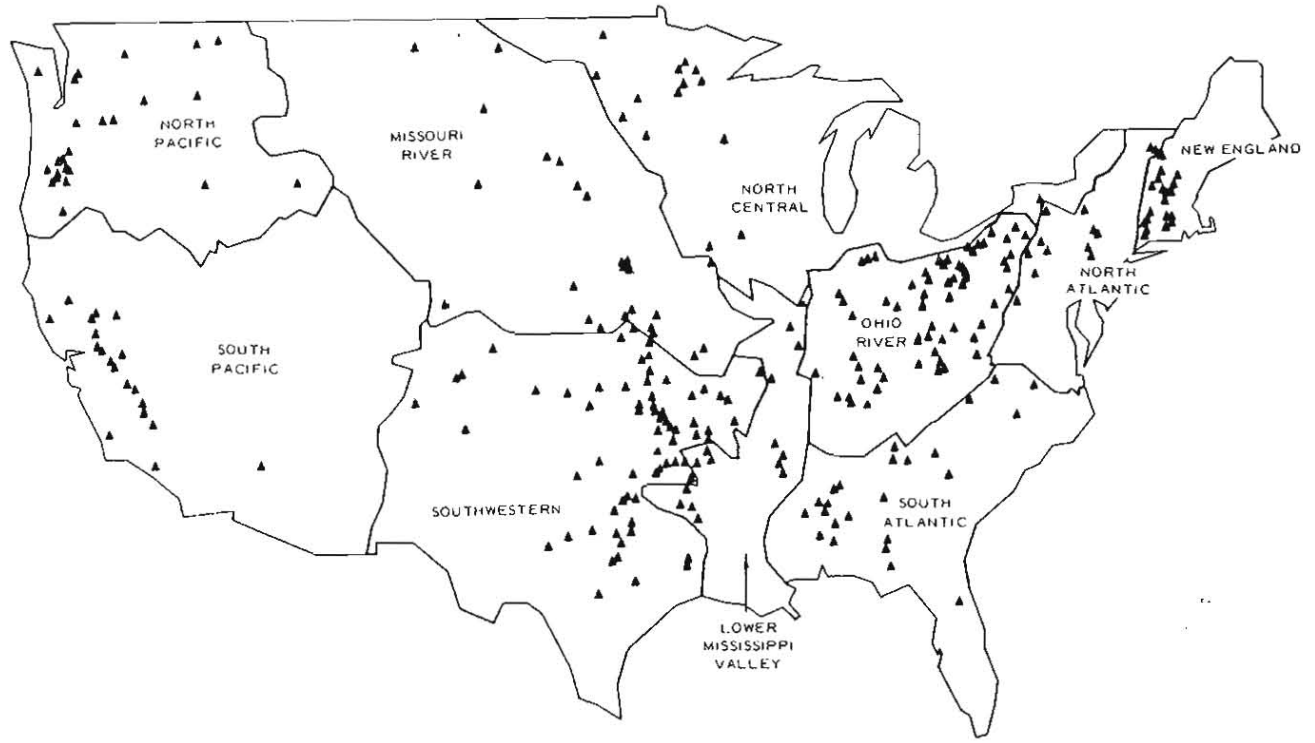 NORTH
PACIFIC
MISSOURI
RIVER
NORTH
CENTRAL
NEW ENGLAND
NORTH
ATLANTIC
OHIO
RIVER
SOUTH
PACIFIC
SOUTHWESTERN
SOUTH
ATLANTIC
LOWER
MISSISSIPPI
VALLEY